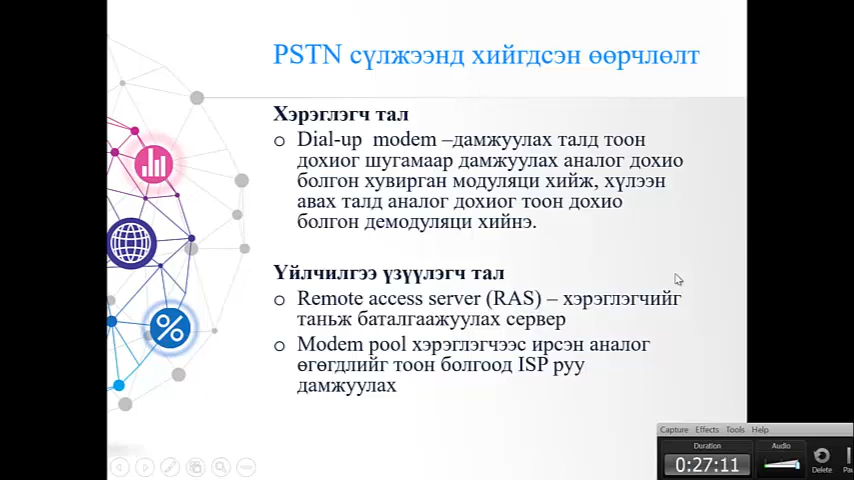 PSTN сүлжээнд хийгдсэн өөрчлөлт
Хэрэглэгч тал
Dial-up modem –дамжуулах талд тоон
дохиог шугамаар дамжуулах аналог дохио
болгон хувирган модуляци хийж, хүлээн
авах талд аналог дохиог тоон дохио
болгон демодуляци хийнэ.
Үйлчилгээ үзүүлэгч тал
Remote access server (RAS) – хэрэглэгчийг
таньж баталгаажуулах сервер
Modem pool хэрэглэгчээс ирсэн аналог
өгөгдлийг тоон болгоод ISP руу
дамжуулах
Capture Effects Tools Help
Duration Audio
0:27:11
Delete